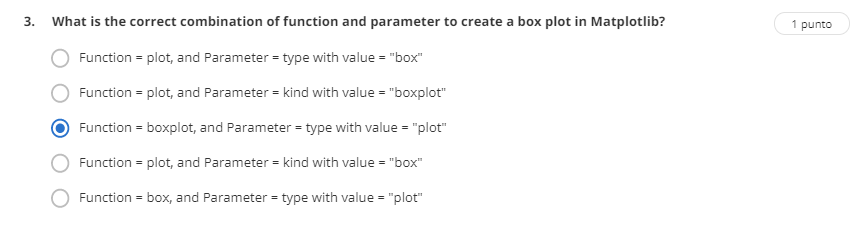 3. What is the correct combination of function and parameter to create a box plot in Matplotlib?
1 punto
Function = plot, and Parameter = type with value = "box"
Function = plot, and Parameter = kind with value = "boxplot"
Function = boxplot, and Parameter = type with value = "plot"
Function = plot, and Parameter = kind with value = "box"
Function = box, and Parameter = type with value = "plot"